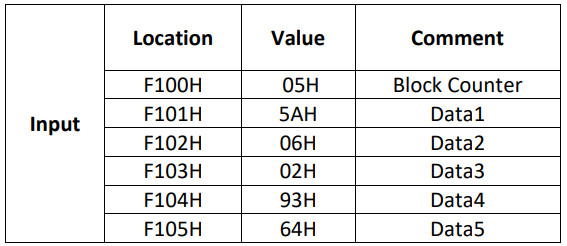 Location Value Comment
F100H 05H Block Counter
F101H 5AH Data1
Input
F102H 06H Data2
F103H 02H Data3
F104H 93H Data4
F105H 64H Data5